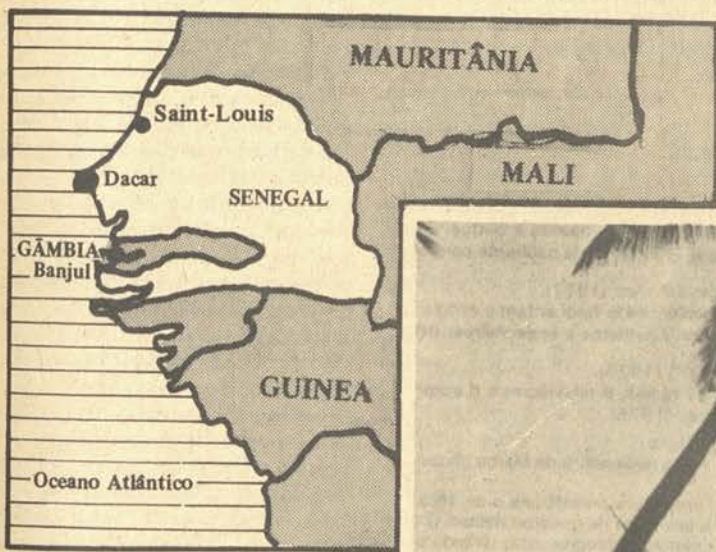 MAURITÂNIA
Saint-Louis
Dacar
SENEGAL
MALI
GÂMBIA
Banjul
GUINEA
Oceano Atlântico